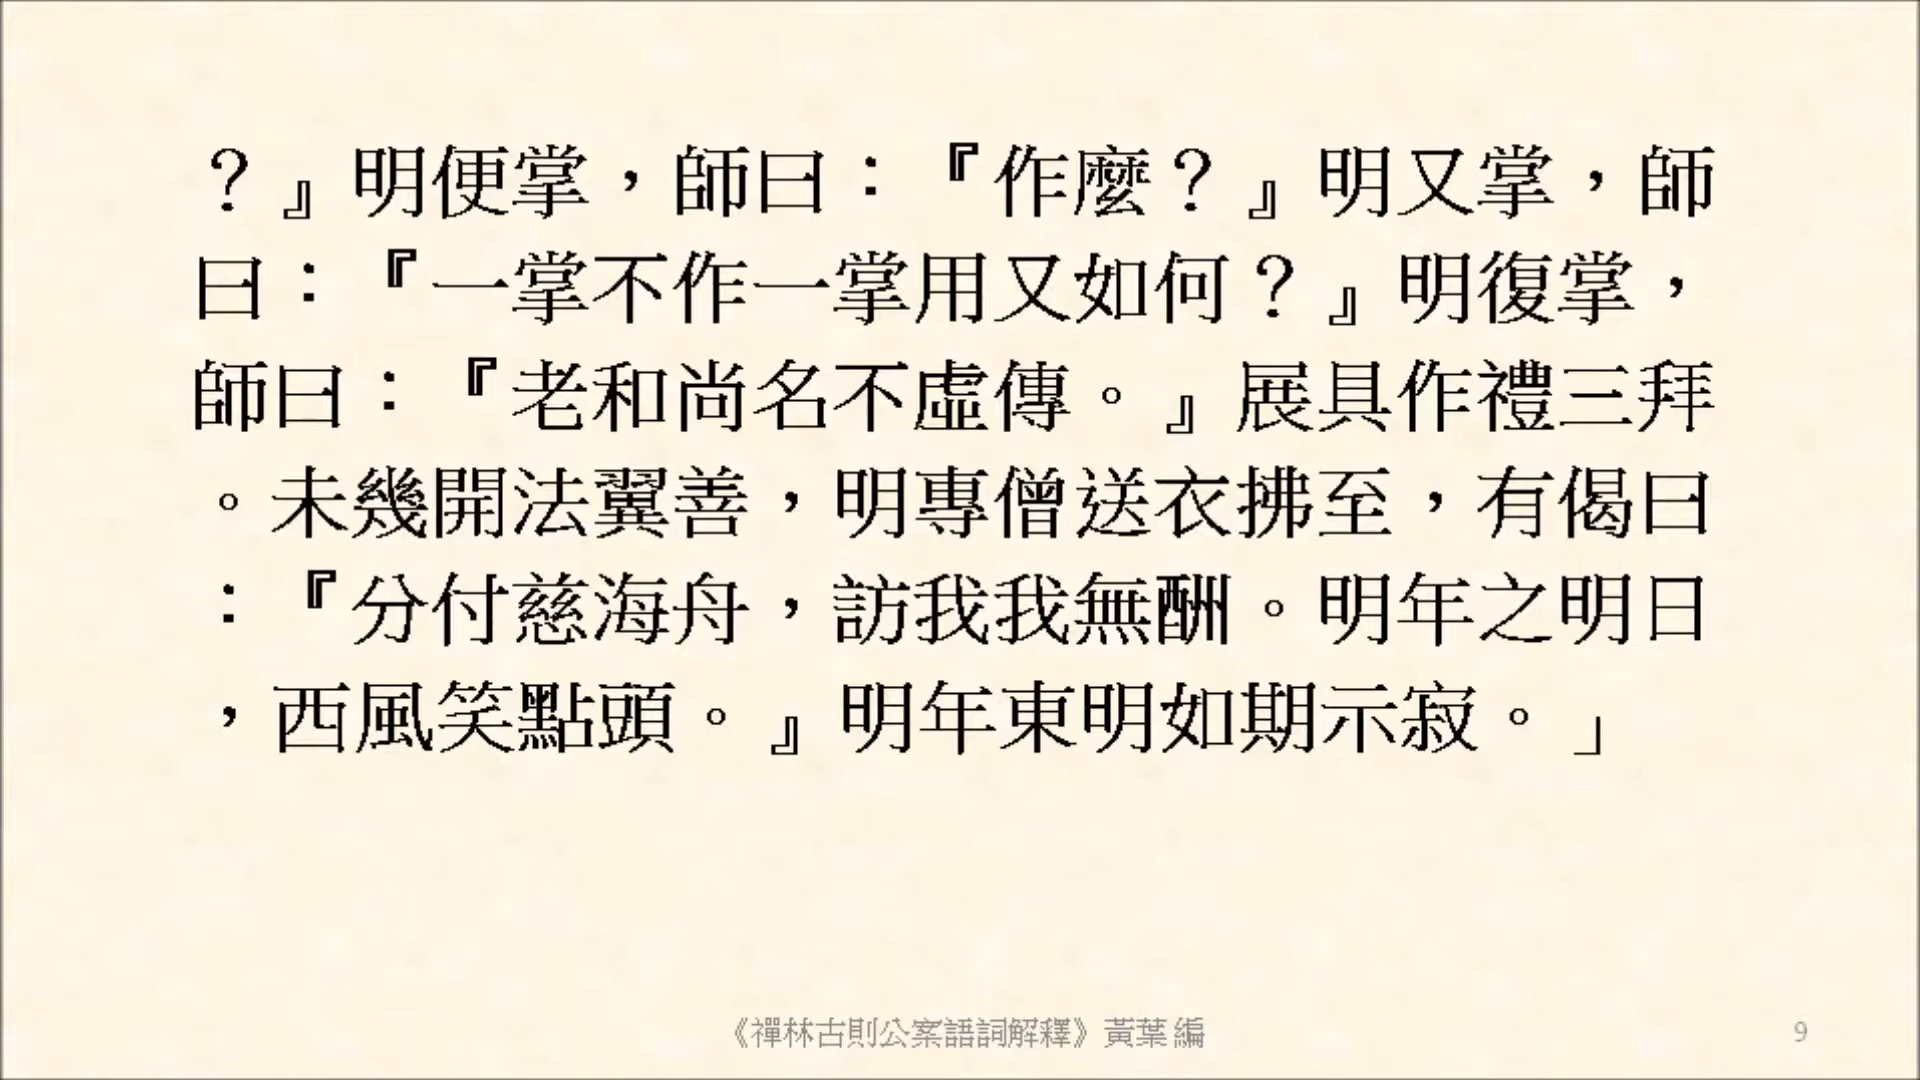 ？』明便掌，師曰：『作麼？』明又掌，師
曰：『一掌不作一掌用又如何？』明復掌，
師曰：『老和尚名不虛傳。』展具作禮三拜
。未幾開法翼善，明專僧送衣拂至，有偈曰
：『分付慈海舟，訪我我無酬。明年之明日
，西風笑點頭。』明年東明如期示寂。」
《禪林古則公案語詞解釋》黃葉 編
9